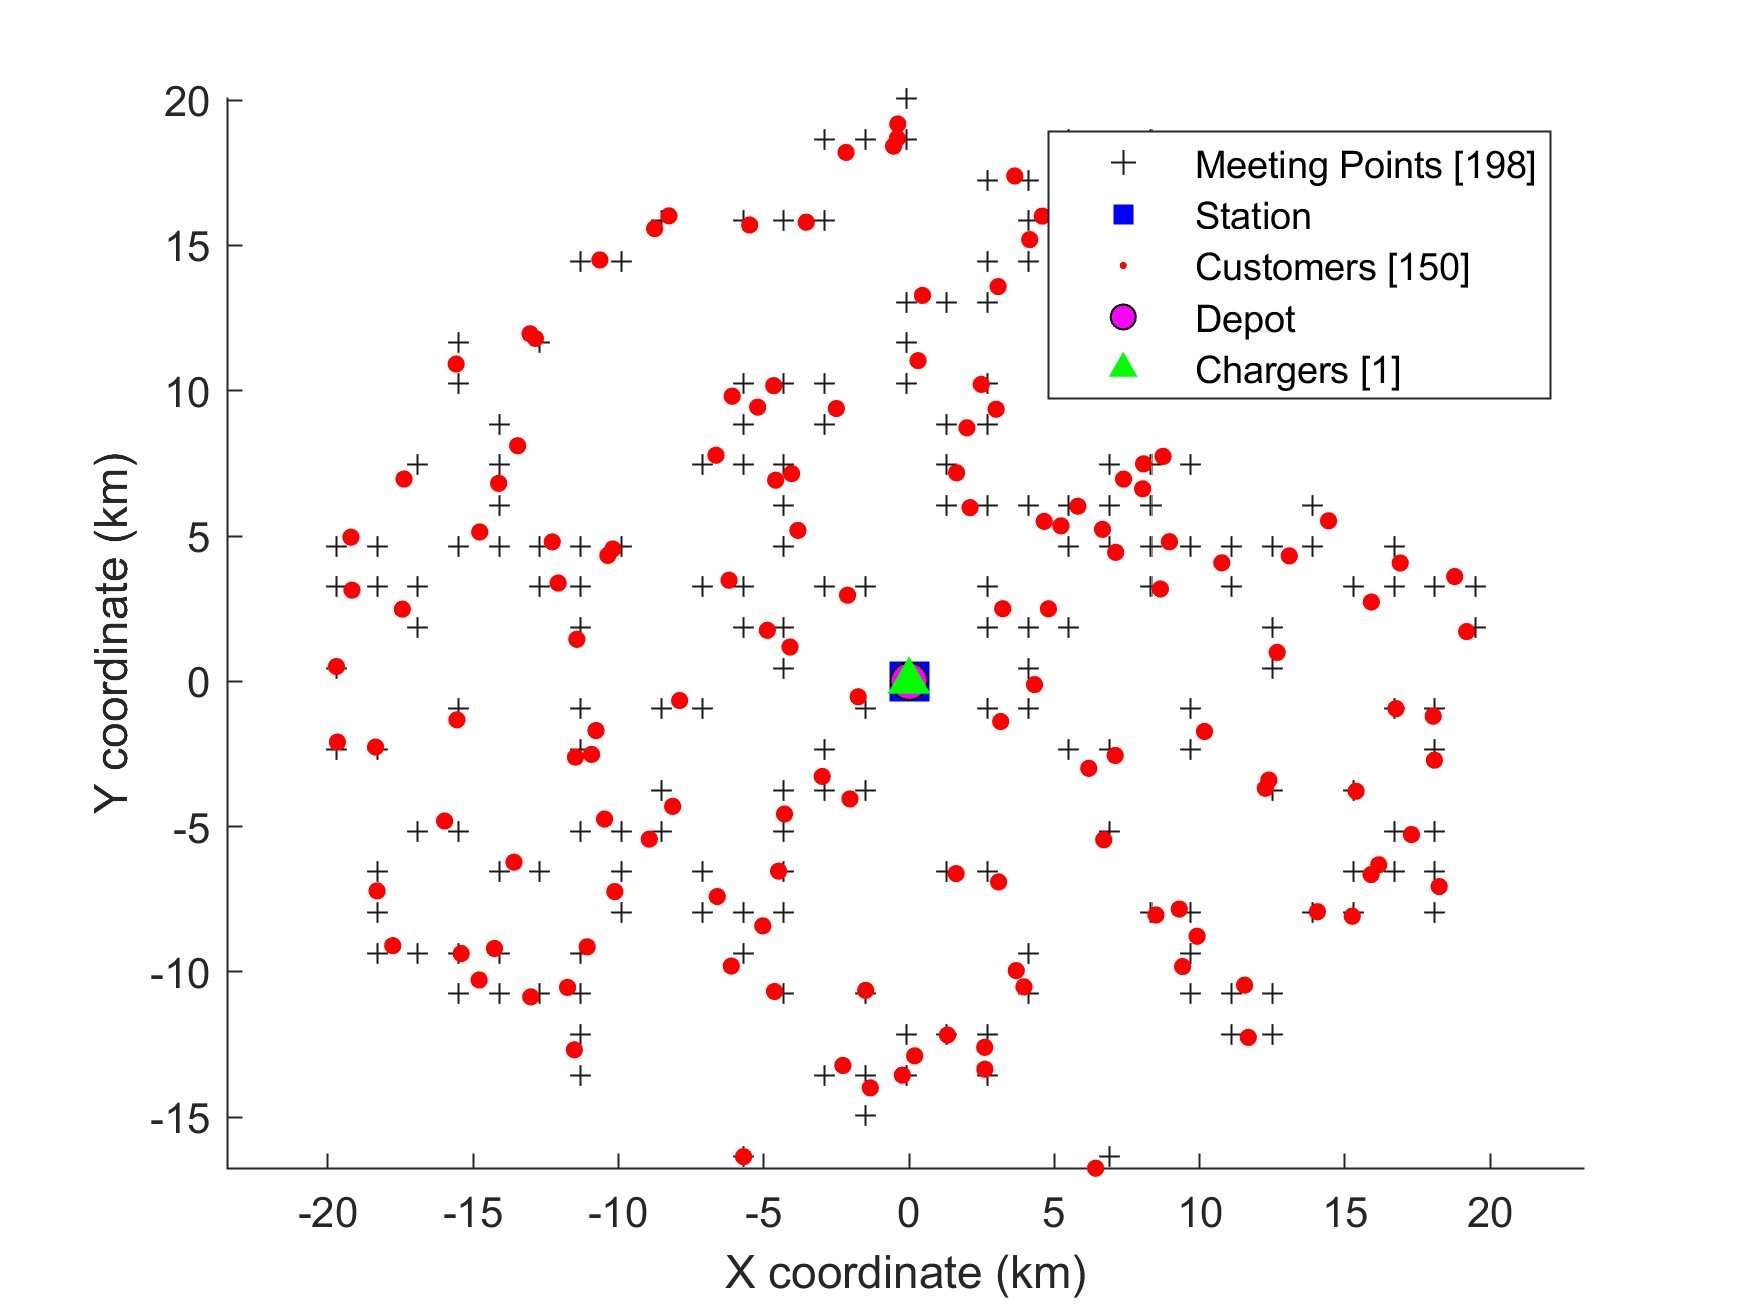 20
15
10
5
0
-5
-10
-15
Y coordinate (km)
Meeting Points [198]
Station
Customers [150]
Depot
Chargers [1]
-20 -15 -10 -5 0 5 10 15 20
X coordinate (km)